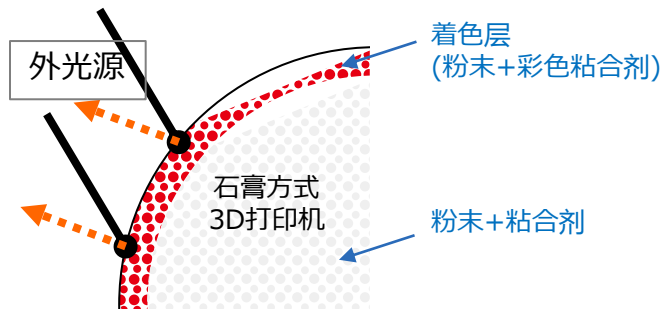 外光源
着色层
(粉末+彩色粘合剂)
石膏方式
3D打印机
粉末+粘合剂